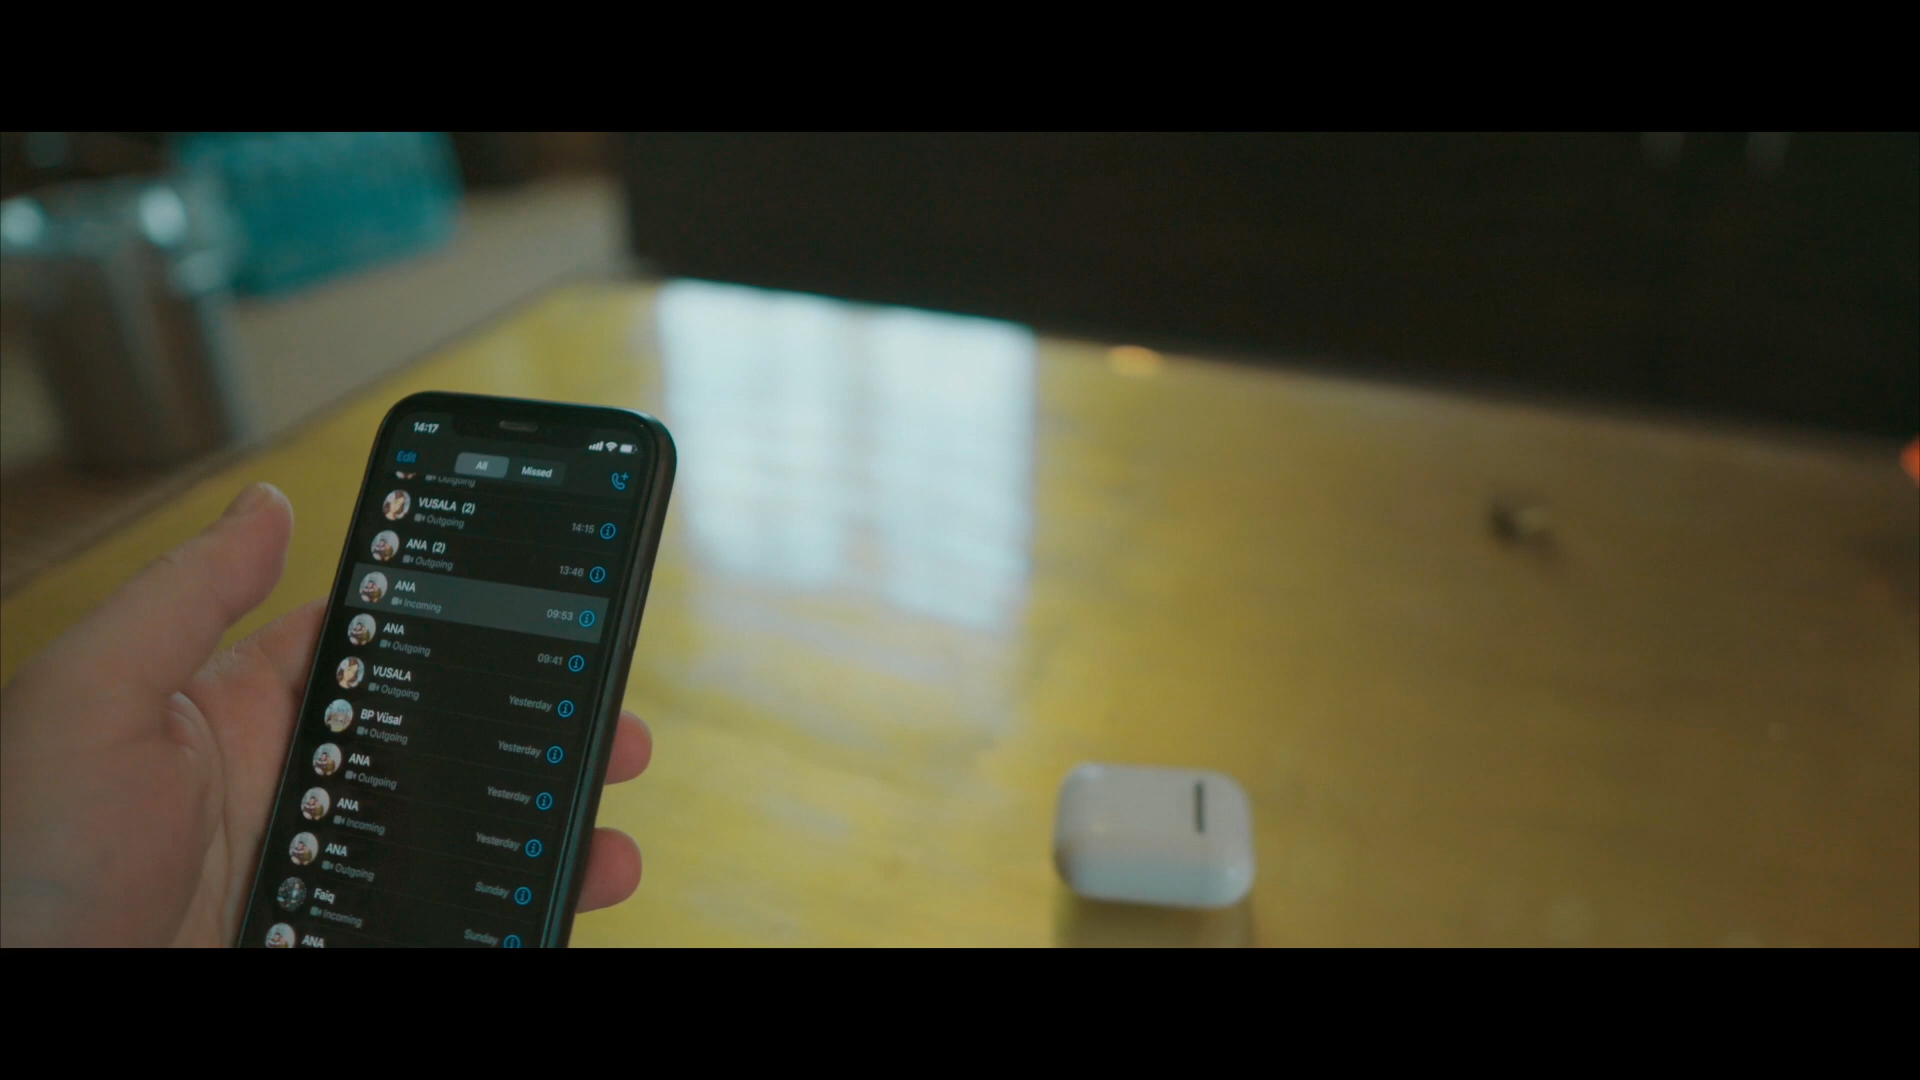 14:17
Edit
All
Missed
Outgoing
VUSALA (2)
Outgoing
14:15
ANA (2)
Outgoing
13:46
ANA
Incoming
09:53
ANA
Outgoing
09:41
VUSALA
Outgoing
Yesterday
BP Vüsal
Outgoing
Yesterday
ANA
Outgoing
Yesterday
ANA
Incoming
Yesterday
ANA
Outgoing
Sunday
Faiq
Incoming
Sunday
ANA